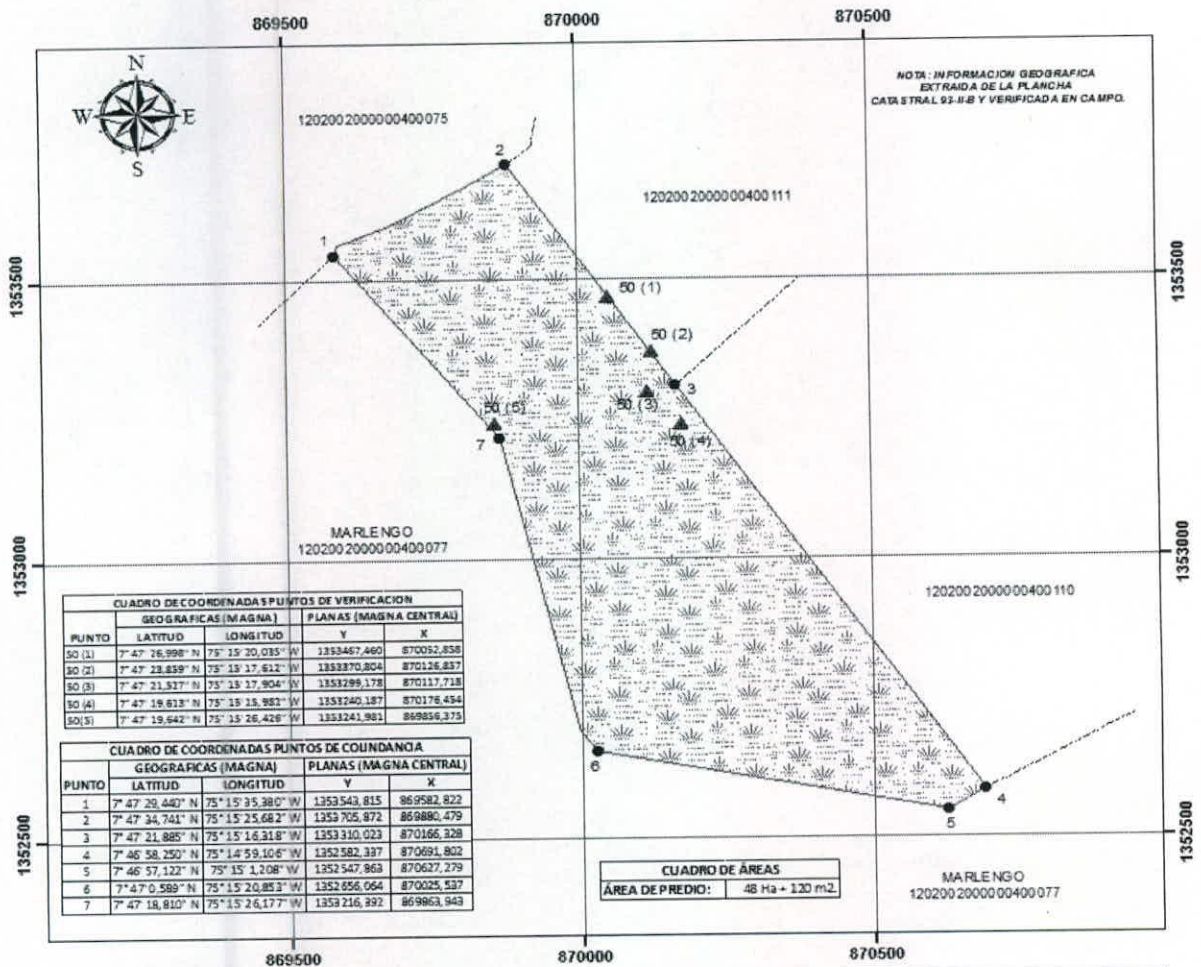 869500 870000 870500
N
W E
S
NOTA: INFORMACION GEOGRAFICA
EXTRAIDA DE LA PLANCHA
CATASTRAL 93-II-B Y VERIFICADA EN CAMPO.
12020020000000400075
2
12020020000000400111
1
1353500 1353500
50 (1)
50 (2)
3
50 (3)
50 (4)
50 (5)
7
MARLENGO
12020020000000400077
1353000 1353000
12020020000000400110
CUADRO DE COORDENADAS PUNTOS DE VERIFICACION
GEOGRAFICAS (MAGNA) PLANAS (MAGNA CENTRAL)
PUNTO LATITUD LONGITUD Y X
50 (1) 7° 47' 26,998" N 75° 15' 20,035" W 1353467,460 870052,858
50 (2) 7° 47' 23,859" N 75° 15' 17,612" W 1353370,804 870126,857
50 (3) 7° 47' 21,527" N 75° 15' 17,904" W 1353299,178 870117,718
50 (4) 7° 47' 19,613" N 75° 15' 15,982" W 1353240,187 870176,454
50(5) 7° 47' 19,642" N 75° 15' 26,426" W 1353241,981 869856,375
CUADRO DE COORDENADAS PUNTOS DE COLINDANCIA
GEOGRAFICAS (MAGNA) PLANAS (MAGNA CENTRAL)
PUNTO LATITUD LONGITUD Y X
1 7° 47' 29,440" N 75° 15' 35,380" W 1353543,815 869582,822
2 7° 47' 34,741" N 75° 15' 25,682" W 1353705,872 869880,479
3 7° 47' 21,885" N 75° 15' 16,318" W 1353310,023 870166,328
4 7° 46' 58,250" N 75° 14' 59,106" W 1352582,337 870691,802
5 7° 46' 57,122" N 75° 15' 1,208" W 1352547,863 870627,279
6 7° 47' 0,589" N 75° 15' 20,853" W 1352656,064 870025,537
7 7° 47' 18,810" N 75° 15' 26,177" W 1353216,392 869863,943
6
4
5
1352500 1352500
CUADRO DE ÁREAS
ÁREA DE PREDIO: 48 Ha + 120 m2.
MARLENGO
12020020000000400077
869500 870000 870500